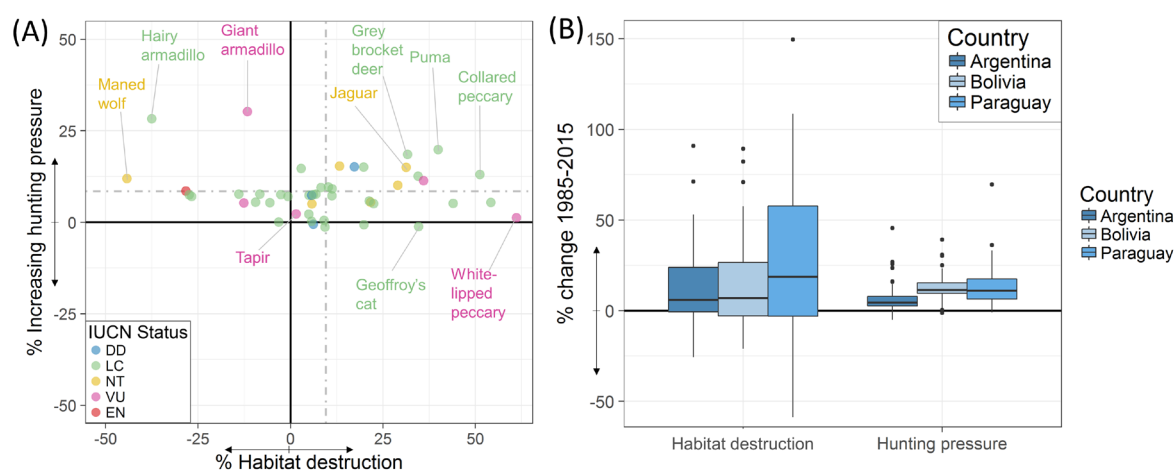 (A)
Hairy
armadillo
Giant
armadillo
Grey
brocket
deer
Puma
Collared
peccary
Maned
wolf
Jaguar
Tapir
Geoffroy's
cat
White-
lipped
peccary
% Increasing hunting pressure
50
25
0
-25
-50
IUCN Status
DD
LC
NT
VU
EN
-50
-25
0
25
50
% Habitat destruction
(B)
% change 1985-2015
150
100
50
0
-50
Country
Argentina
Bolivia
Paraguay
Habitat destruction
Hunting pressure
Country
Argentina
Bolivia
Paraguay